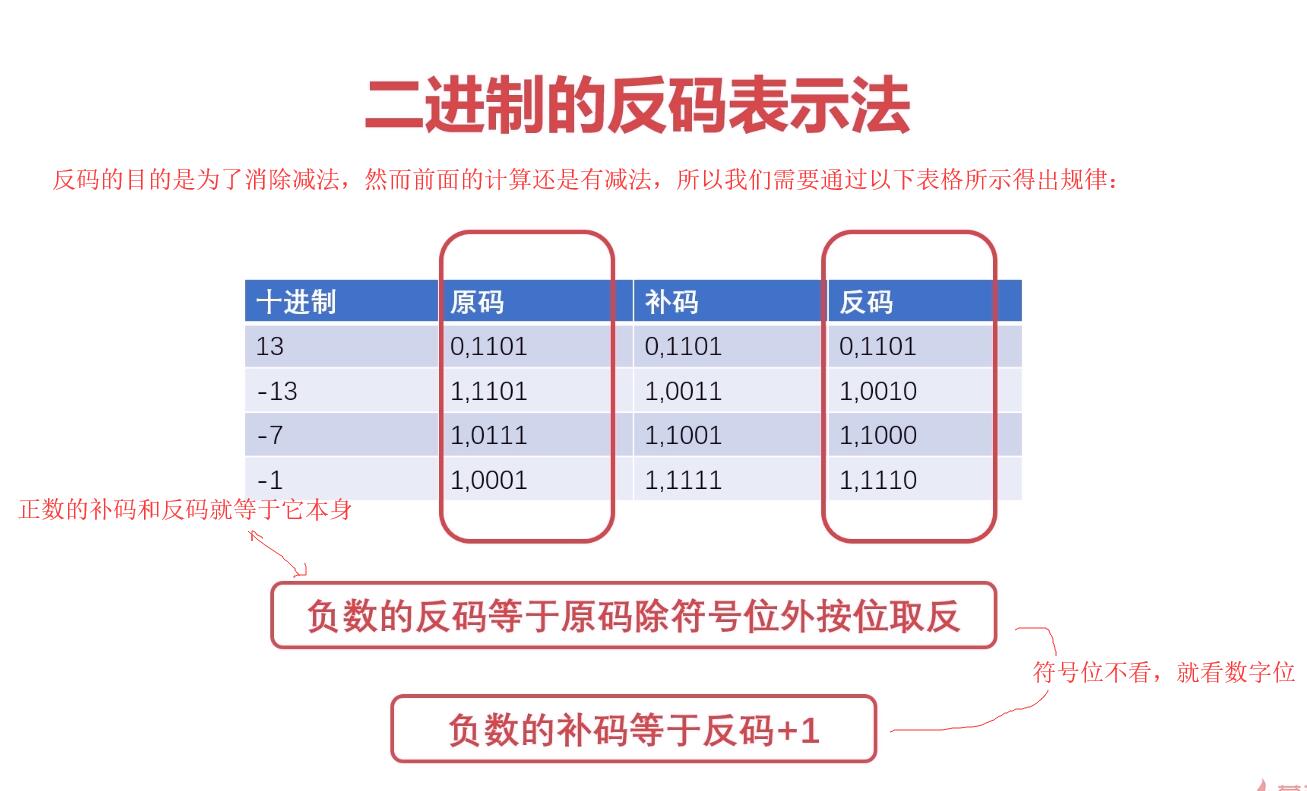 二进制的反码表示法
反码的目的是为了消除减法，然而前面的计算还是有减法，所以我们需要通过以下表格所示得出规律：
十进制 原码 补码 反码
13 0,1101 0,1101 0,1101
-13 1,1101 1,0011 1,0010
-7 1,0111 1,1001 1,1000
-1 1,0001 1,1111 1,1110
正数的补码和反码就等于它本身
负数的反码等于原码除符号位外按位取反
符号位不看，就看数字位
负数的补码等于反码+1